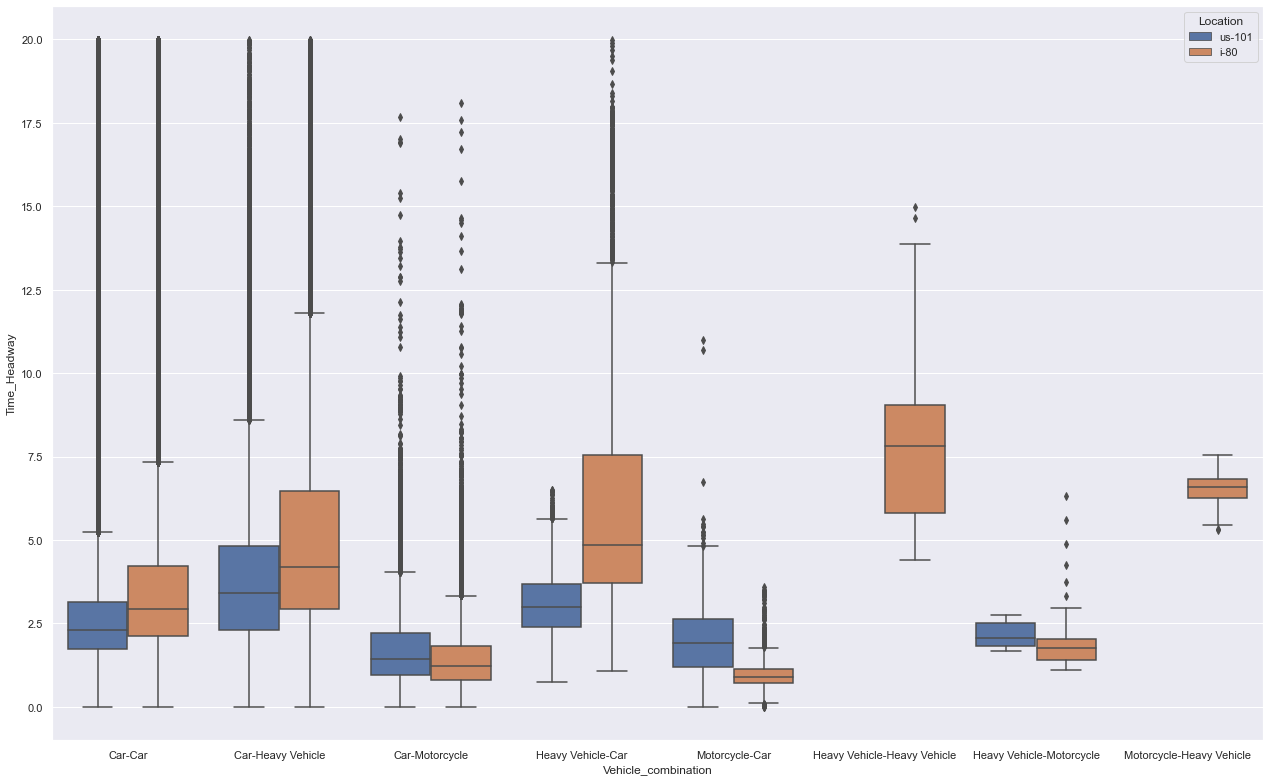 Location
us-101
i-80
20.0
17.5
15.0
12.5
10.0
7.5
5.0
2.5
0.0
Time_Headway
Car-Car
Car-Heavy Vehicle
Car-Motorcycle
Heavy Vehicle-Car
Motorcycle-Car
Heavy Vehicle-Heavy Vehicle
Heavy Vehicle-Motorcycle
Motorcycle-Heavy Vehicle
Vehicle_combination